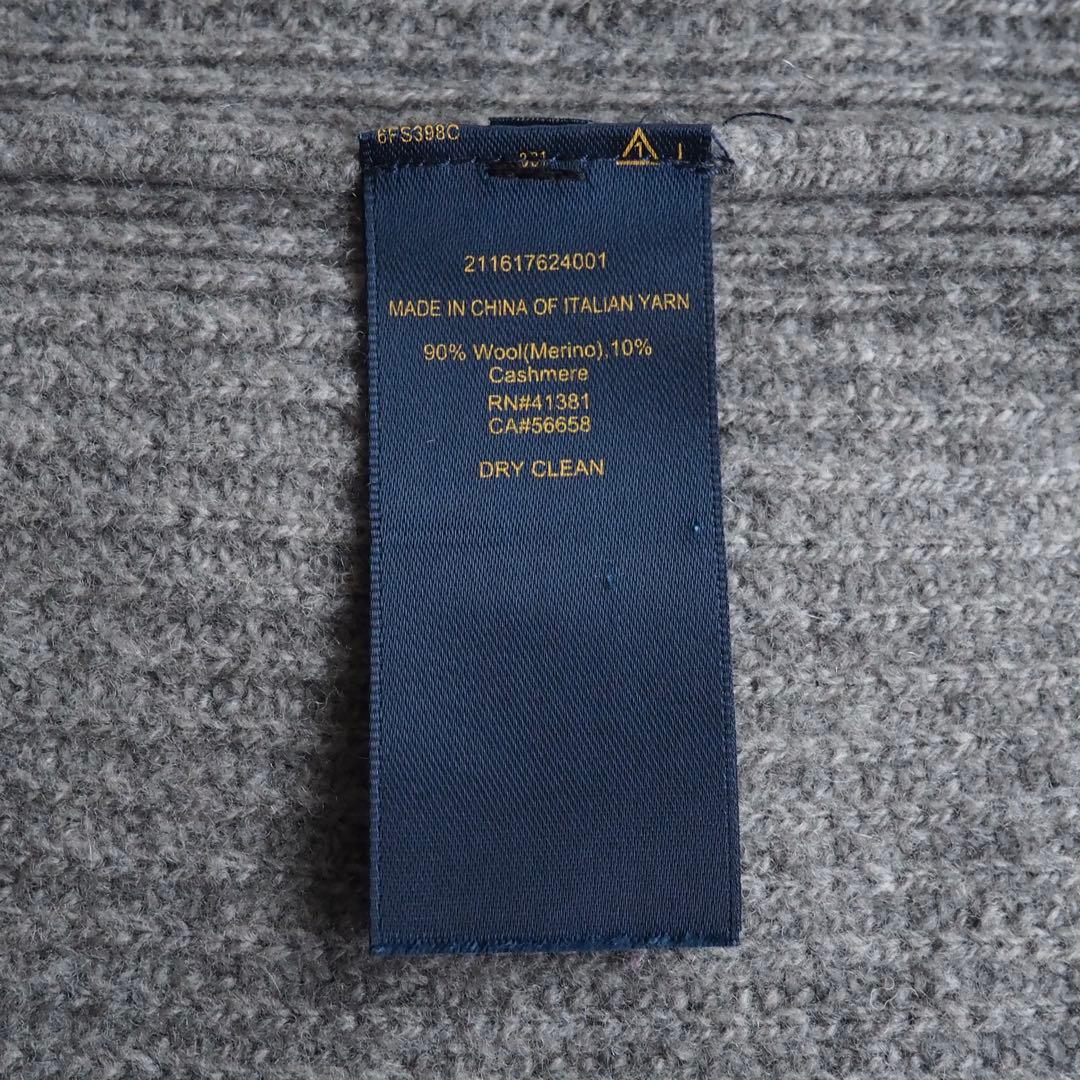 6FS398C
1
211617624001
MADE IN CHINA OF ITALIAN YARN
90% Wool(Merino),10%
Cashmere
RN#41381
CA#56658
DRY CLEAN